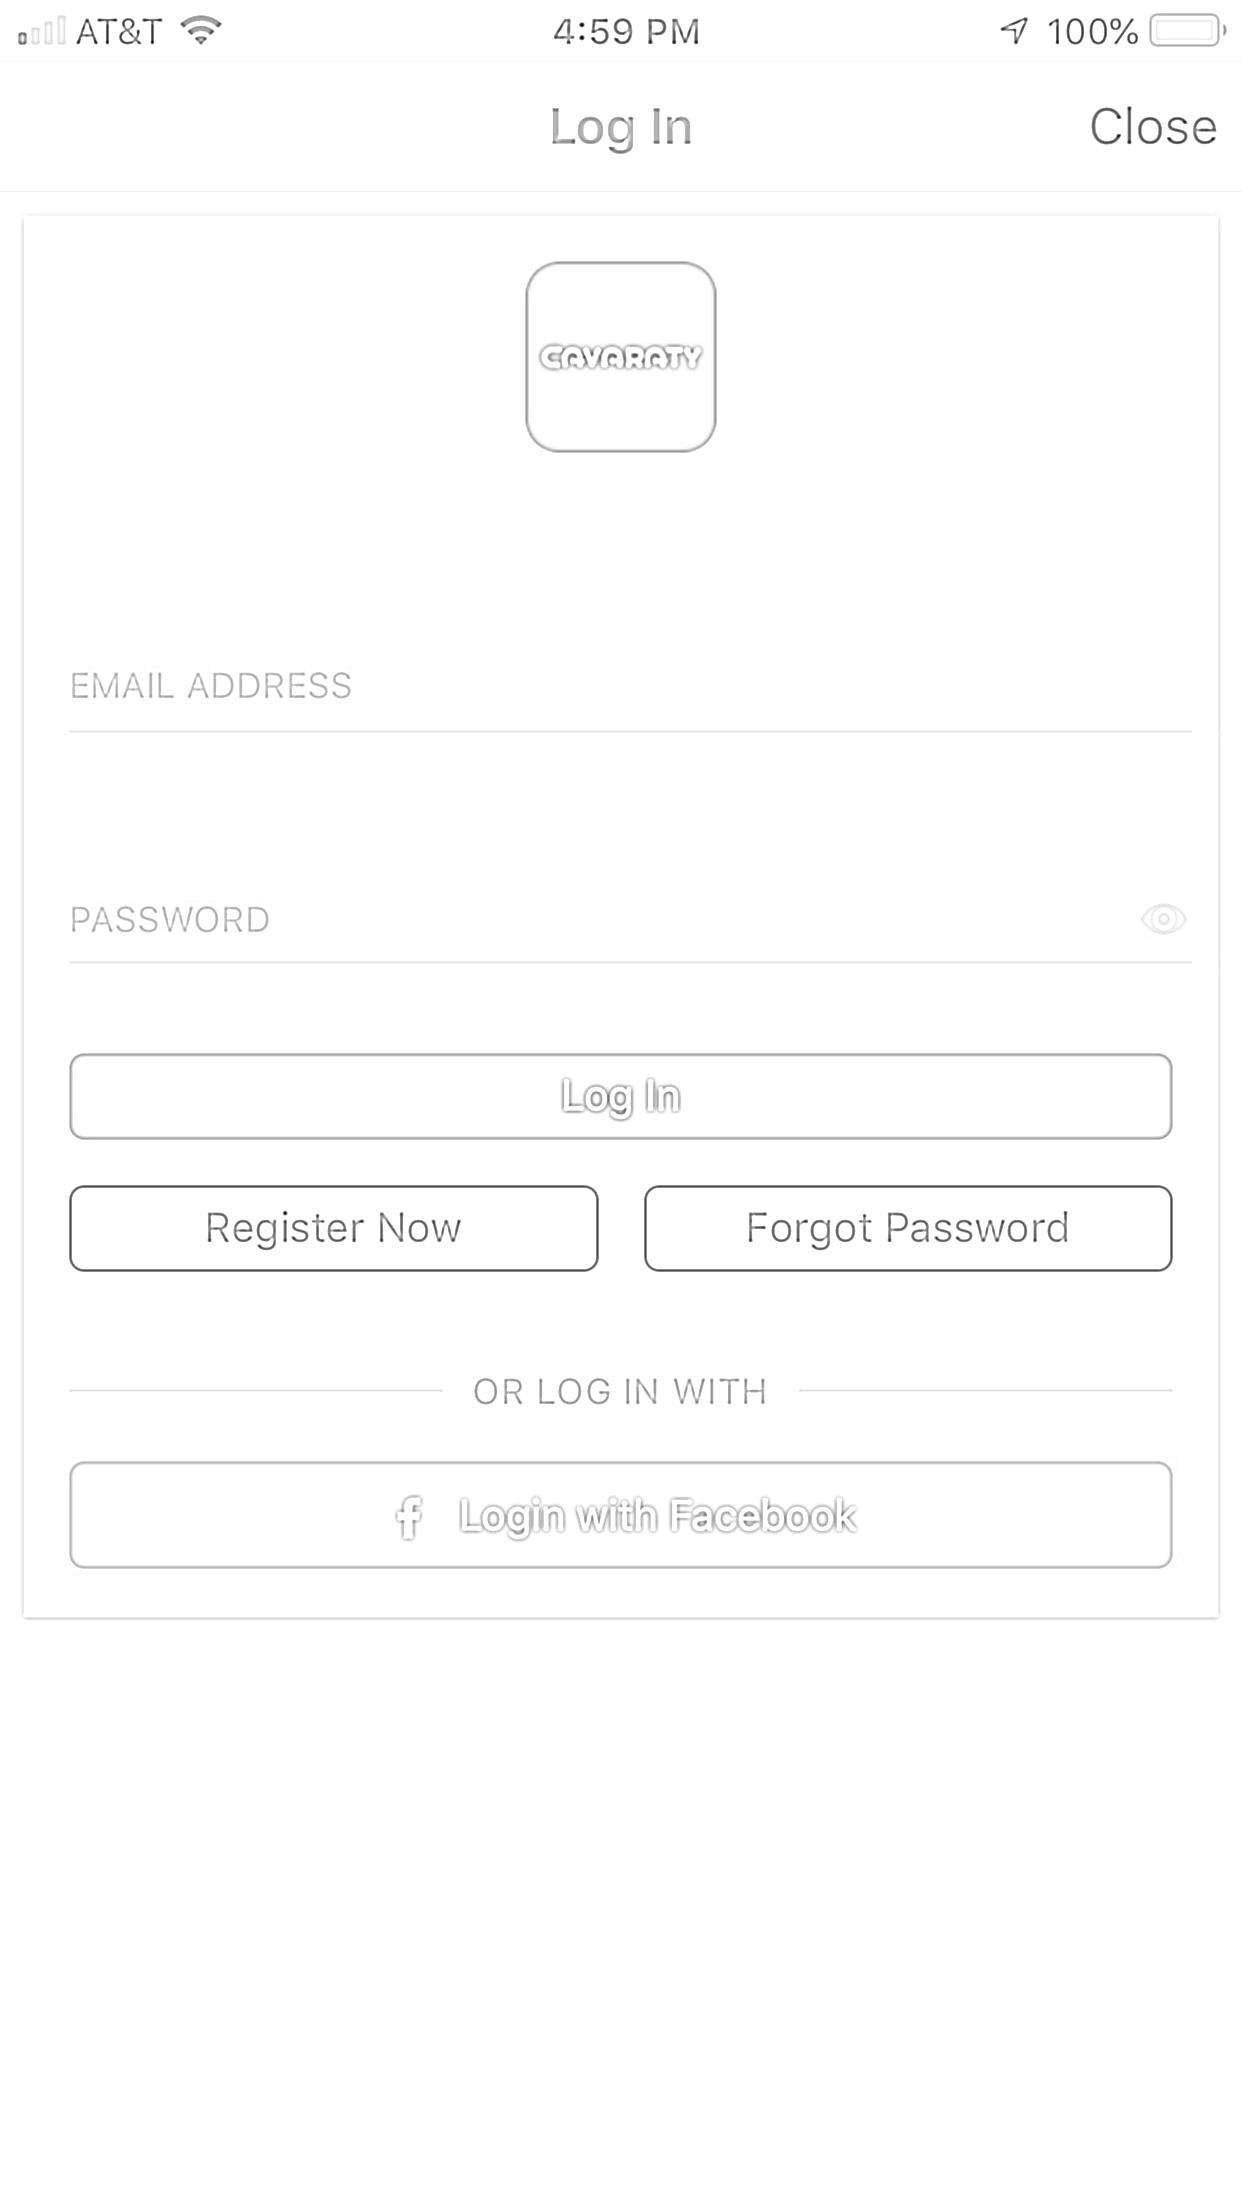 AT&T 4:59 PM 100%
Log In Close
CAVARATY
EMAIL ADDRESS
PASSWORD
Log In
Register Now Forgot Password
OR LOG IN WITH
f Login with Facebook